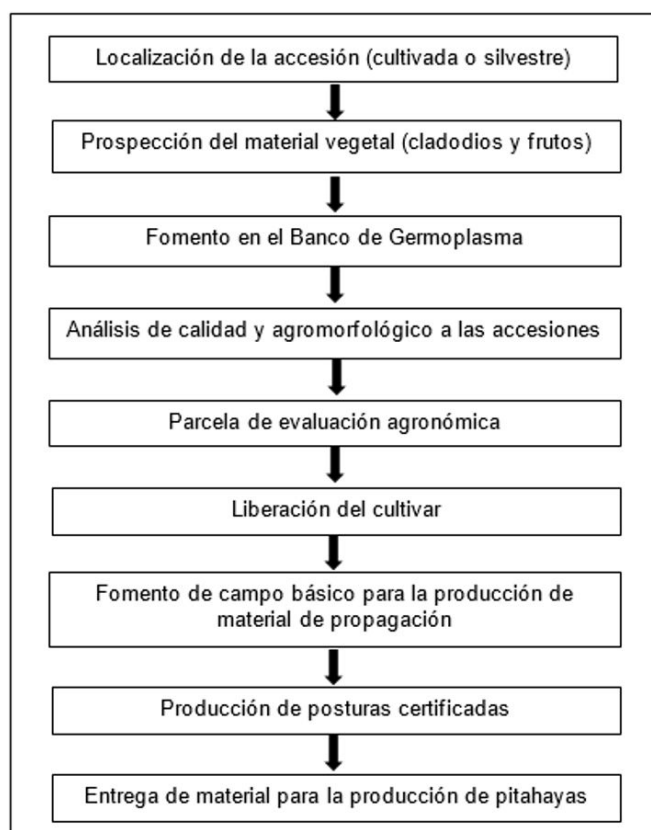 Localización de la accesión (cultivada o silvestre)
Prospección del material vegetal (cladodios y frutos)
Fomento en el Banco de Germoplasma
Análisis de calidad y agromorfológico a las accesiones
Parcela de evaluación agronómica
Liberación del cultivar
Fomento de campo básico para la producción de
material de propagación
Producción de posturas certificadas
Entrega de material para la producción de pitahayas